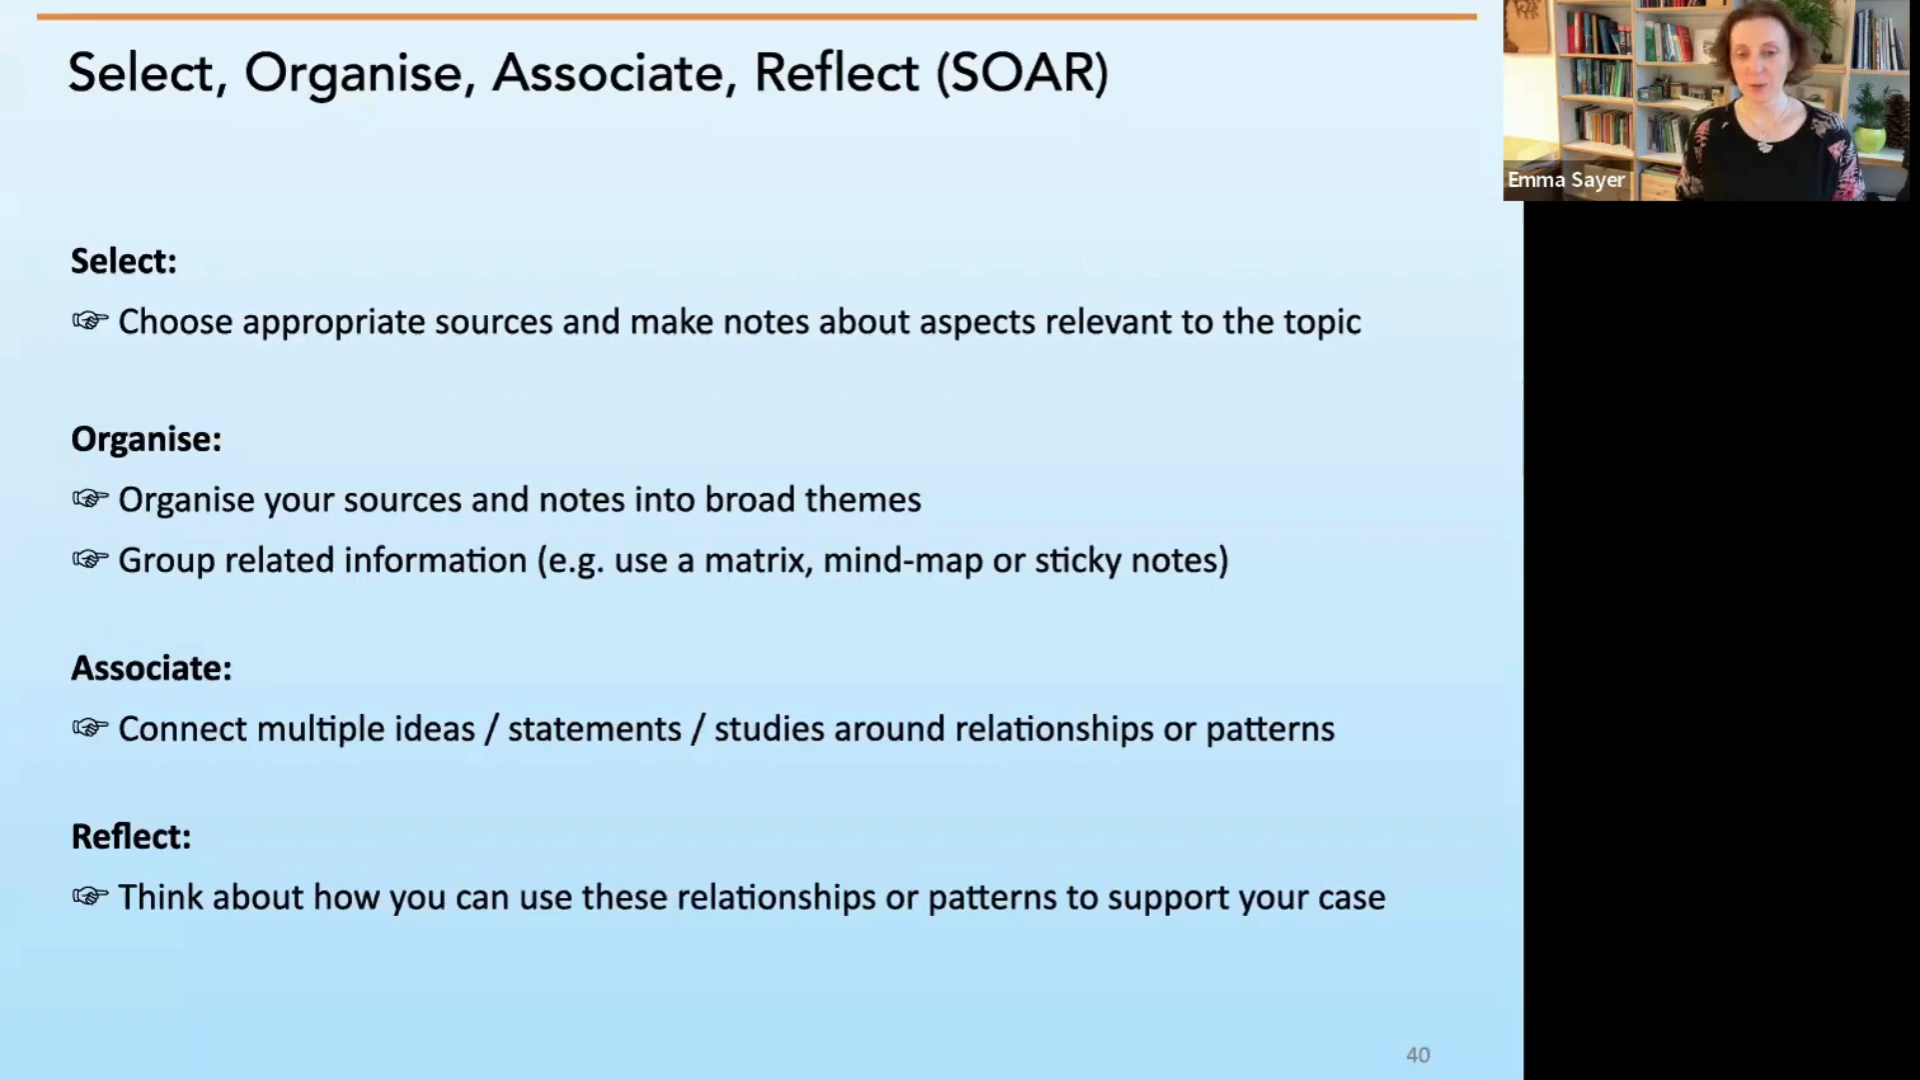 Select, Organise, Associate, Reflect (SOAR)
Emma Sayer
Select:
☞ Choose appropriate sources and make notes about aspects relevant to the topic
Organise:
☞ Organise your sources and notes into broad themes
☞ Group related information (e.g. use a matrix, mind-map or sticky notes)
Associate:
☞ Connect multiple ideas / statements / studies around relationships or patterns
Reflect:
☞ Think about how you can use these relationships or patterns to support your case
40